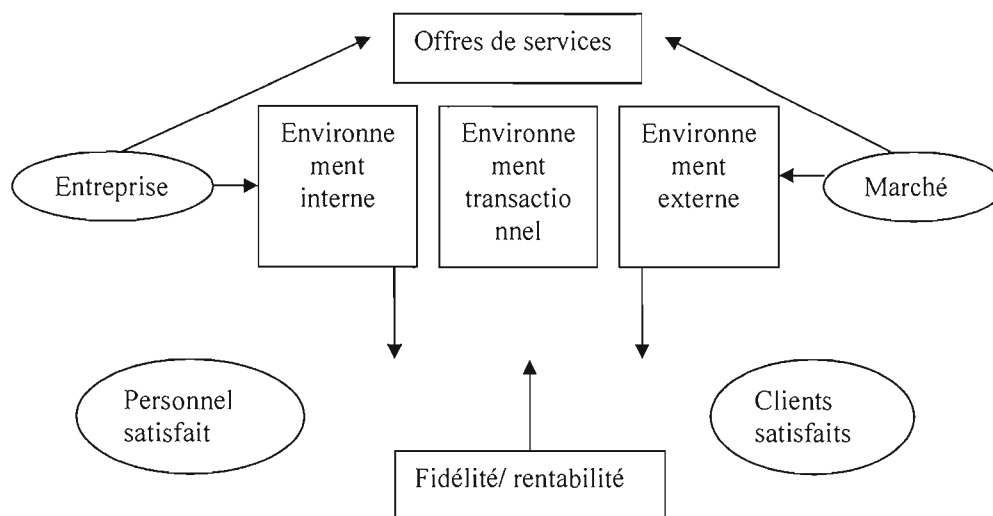 Offres de services
Entreprise
Environne
ment
interne
Environne
ment
transactio
nnel
Environne
ment
externe
Marché
Personnel
satisfait
Clients
satisfaits
Fidélité/ rentabilité